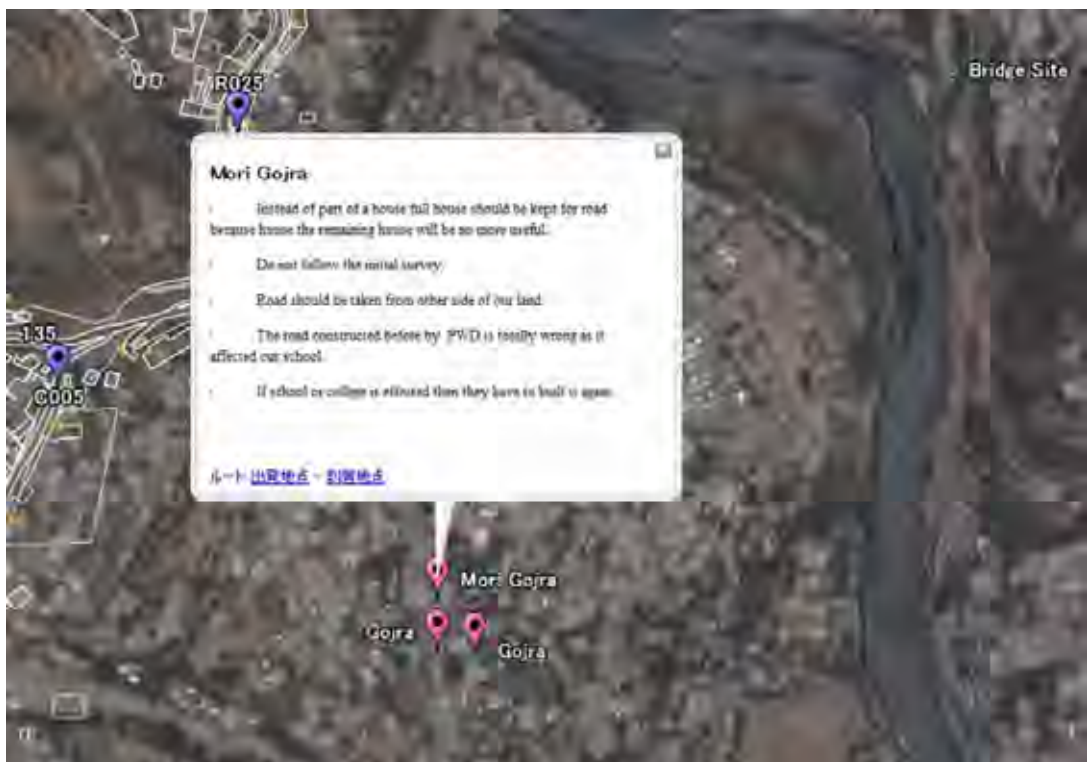 Bridge Site
R025
Mori Gojra
Instead of part of a house full house should be kept for road
because house the remaining house will be no more useful.
Do not follow the initial survey
Road should be taken from other side of our land
The road constructed before by PWD is totally wrong as it
affected our school.
If school or college is effected then they have to built it again
135
C005
ルート 出発地点 - 到着地点
Mori Gojra
Gojra
Gojra